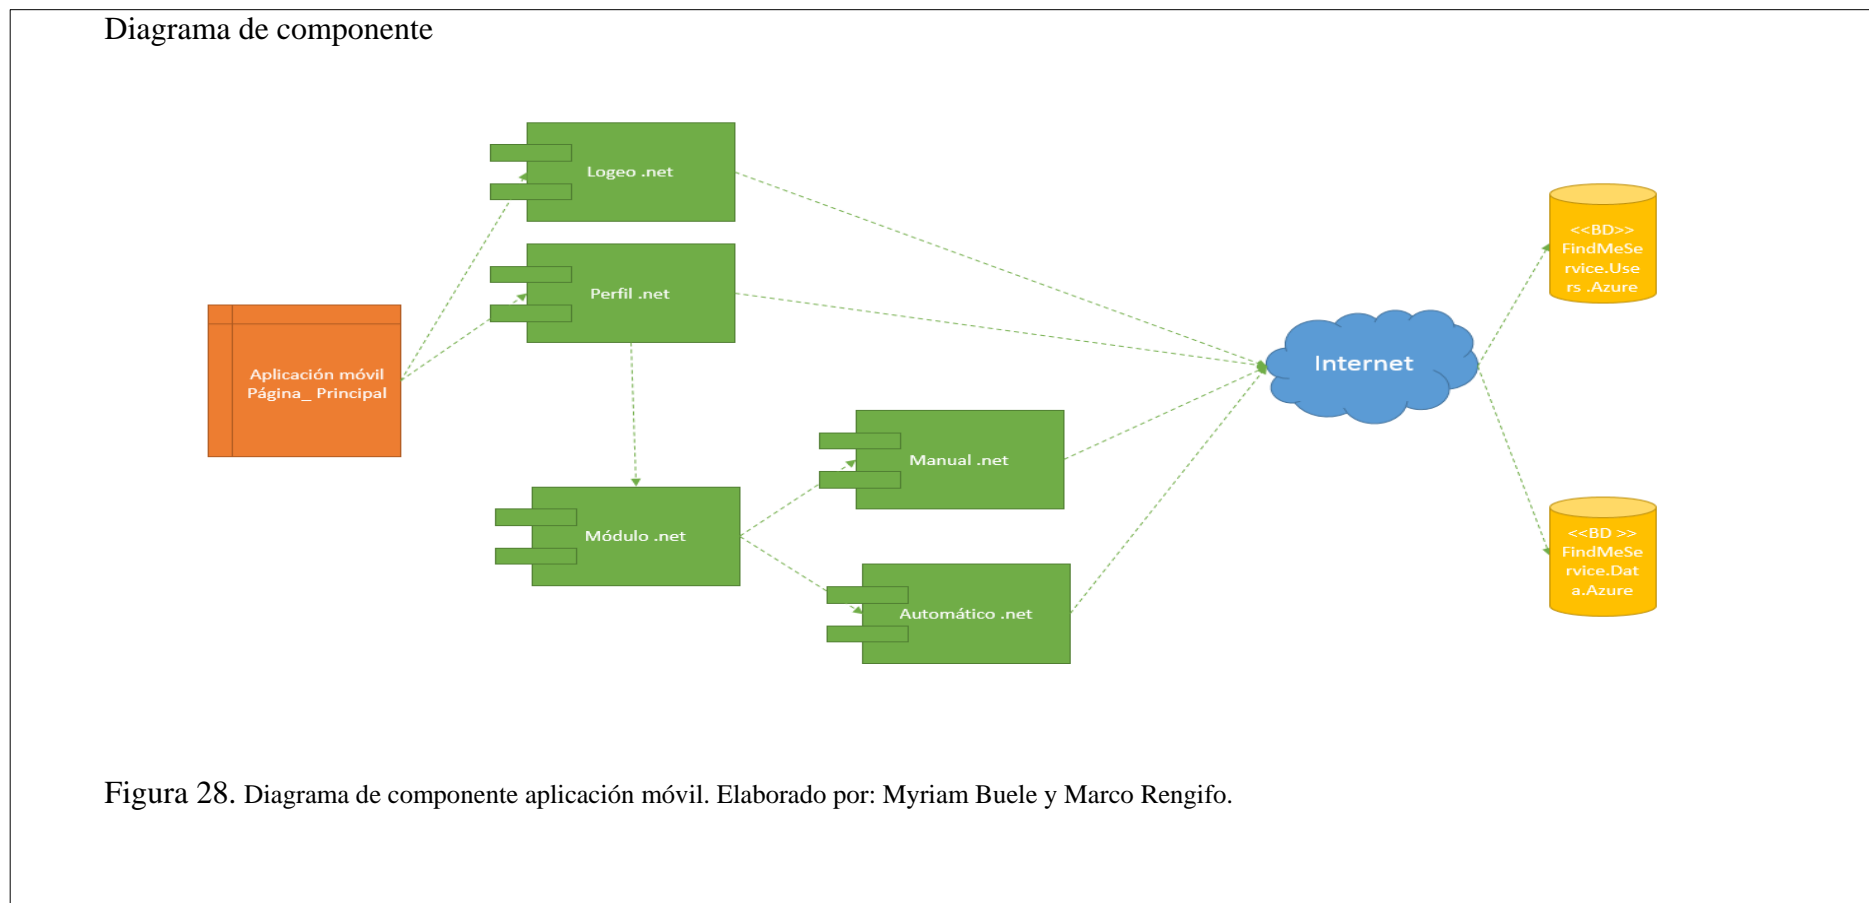 Diagrama de componente
Logeo .net
Perfil .net
Aplicación móvil
Página_ Principal
Módulo .net
Manual .net
Automático .net
Internet
<<BD>>
FindMeSe
rvice.Use
rs .Azure
<<BD >>
FindMeSe
rvice.Dat
a.Azure
Figura 28. Diagrama de componente aplicación móvil. Elaborado por: Myriam Buele y Marco Rengifo.